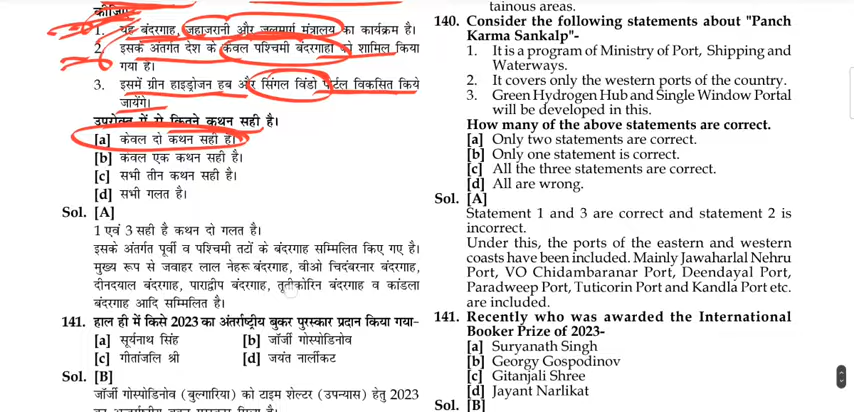 कीजिए-
1. यह बंदरगाह, जहाजरानी और जलमार्ग मंत्रालय का कार्यक्रम है।
2. इसके अंतर्गत देश के केवल पश्चिमी बंदरगाहों को शामिल किया
गया है।
3. इसमें ग्रीन हाइड्रोजन हब और सिंगल विंडो पोर्टल विकसित किये
जायेंगे।
उपरोक्त में से कितने कथन सही है।
[a] केवल दो कथन सही है।
[b] केवल एक कथन सही है।
[c] सभी तीन कथन सही है।
[d] सभी गलत है।
Sol. [A]
1 एवं 3 सही है कथन दो गलत है।
इसके अंतर्गत पूर्वी व पश्चिमी तटों के बंदरगाह सम्मिलित किए गए है।
मुख्य रूप से जवाहर लाल नेहरू बंदरगाह, वीओ चिदंबरनार बंदरगाह,
दीनदयाल बंदरगाह, पाराद्वीप बंदरगाह, तूतीकोरिन बंदरगाह व कांडला
बंदरगाह आदि सम्मिलित है।
141. हाल ही में किसे 2023 का अंतर्राष्ट्रीय बुकर पुरस्कार प्रदान किया गया-
[a] सूर्यनाथ सिंह [b] जॉर्जी गोस्पोडिनोव
[c] गीतांजलि श्री [d] जयंत नार्लीकट
Sol. [B]
जॉर्जी गोस्पोडिनोव (बुल्गारिया) को टाइम शेल्टर (उपन्यास) हेतु 2023
tainous areas.
140. Consider the following statements about "Panch
Karma Sankalp"-
1. It is a program of Ministry of Port, Shipping and
Waterways.
2. It covers only the western ports of the country.
3. Green Hydrogen Hub and Single Window Portal
will be developed in this.
How many of the above statements are correct.
[a] Only two statements are correct.
[b] Only one statement is correct.
[c] All the three statements are correct.
[d] All are wrong.
Sol. [A]
Statement 1 and 3 are correct and statement 2 is
incorrect.
Under this, the ports of the eastern and western
coasts have been included. Mainly Jawaharlal Nehru
Port, VO Chidambaranar Port, Deendayal Port,
Paradweep Port, Tuticorin Port and Kandla Port etc.
are included.
141. Recently who was awarded the International
Booker Prize of 2023-
[a] Suryanath Singh
[b] Georgy Gospodinov
[c] Gitanjali Shree
[d] Jayant Narlikat
Sol. [B]